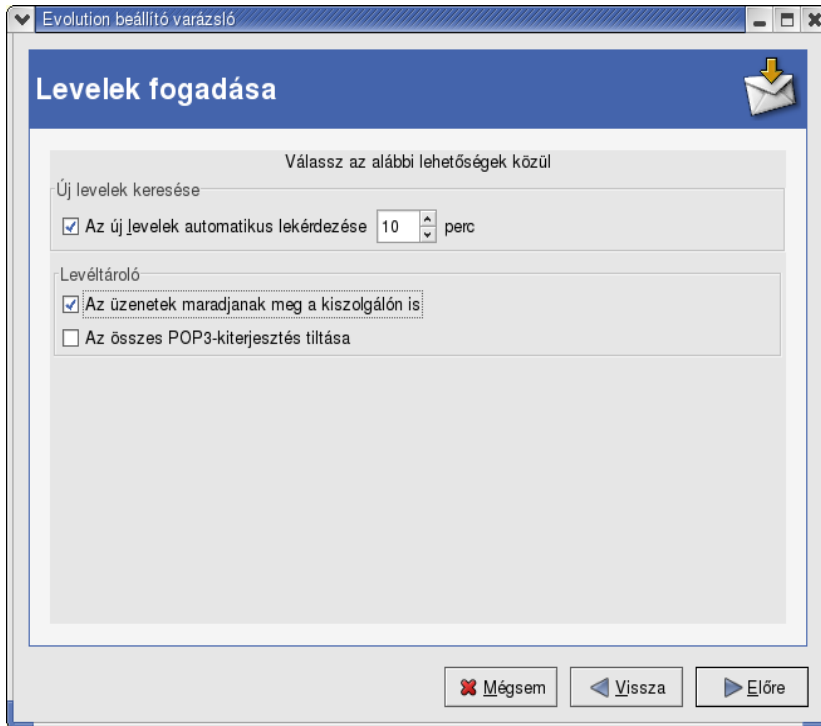 Evolution beállító varázsló
Levelek fogadása
Válassz az alábbi lehetőségek közül
Új levelek keresése
Az új levelek automatikus lekérdezése 10 perc
Levéltároló
Az üzenetek maradjanak meg a kiszolgálón is
Az összes POP3-kiterjesztés tiltása
Mégsem Vissza Előre